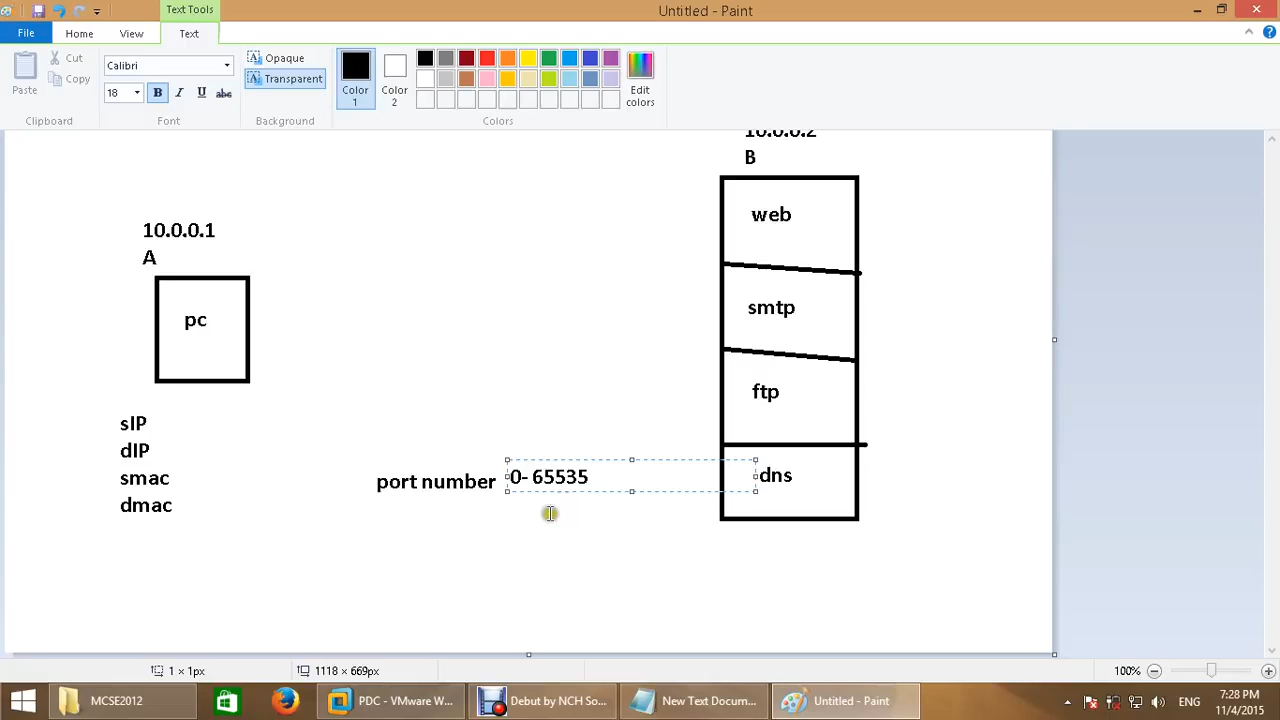 Untitled - Paint
Text Tools
File
Home
View
Text
Paste
Cut
Copy
Clipboard
Calibri
18
B
I
U
abc
Font
Opaque
Transparent
Background
Color 1
Color 2
Edit colors
Colors
10.0.0.2
B
web
10.0.0.1
A
pc
smtp
ftp
sIP
dIP
smac
dmac
port number
0- 65535
dns
1 × 1px
1118 × 669px
100%
MCSE2012
PDC - VMware W...
Debut by NCH So...
New Text Docum...
Untitled - Paint
ENG
7:28 PM
11/4/2015